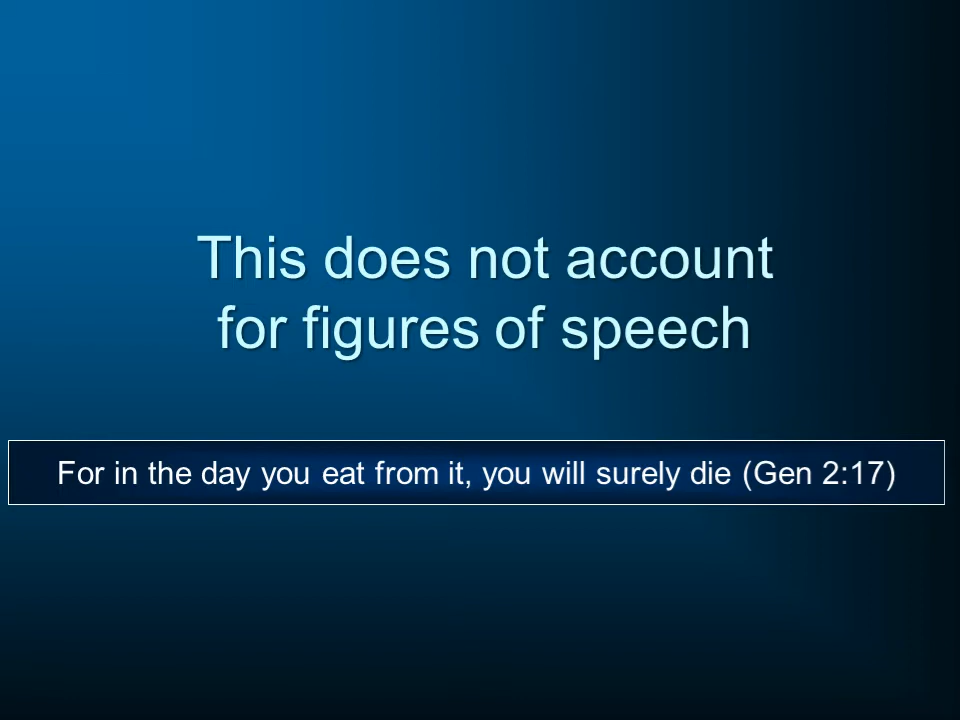 This does not account
for figures of speech
For in the day you eat from it, you will surely die (Gen 2:17)